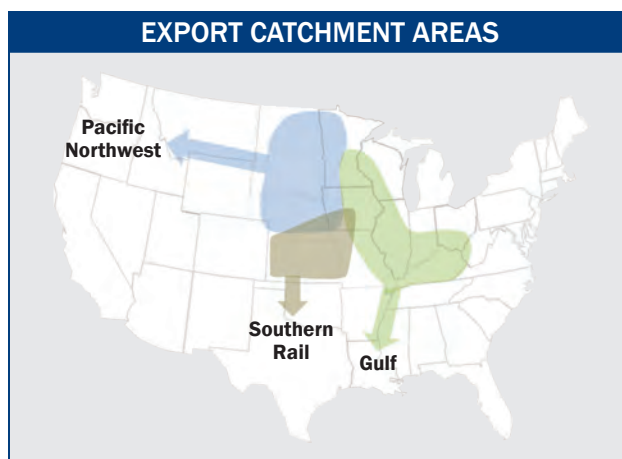 EXPORT CATCHMENT AREAS
Pacific
Northwest
Southern
Rail
Gulf